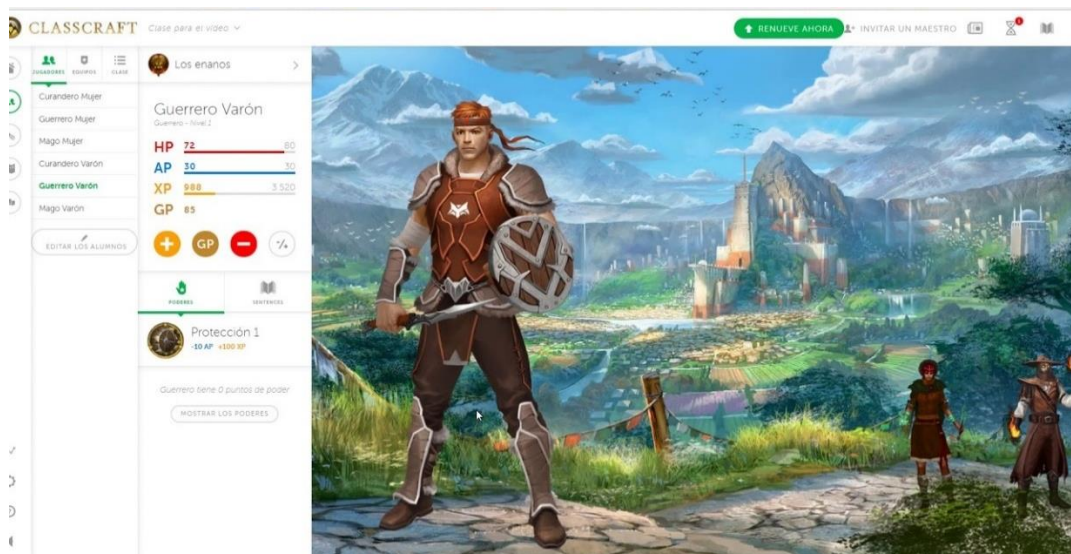 CLASSCRAFT Clase para el vídeo
RENUEVE AHORA INVITAR UN MAESTRO
JUGADORES EQUIPOS CLASE
Curandero Mujer
Guerrero Mujer
Mago Mujer
Curandero Varón
Guerrero Varón
Mago Varón
EDITAR LOS ALUMNOS
Los enanos
Guerrero Varón
Guerrero - Nivel 1
HP 72 80
AP 30 30
XP 988 3 520
GP 85
GP
PODERES SENTENCES
Protección 1
-10 AP +100 XP
Guerrero tiene 0 puntos de poder
MOSTRAR LOS PODERES